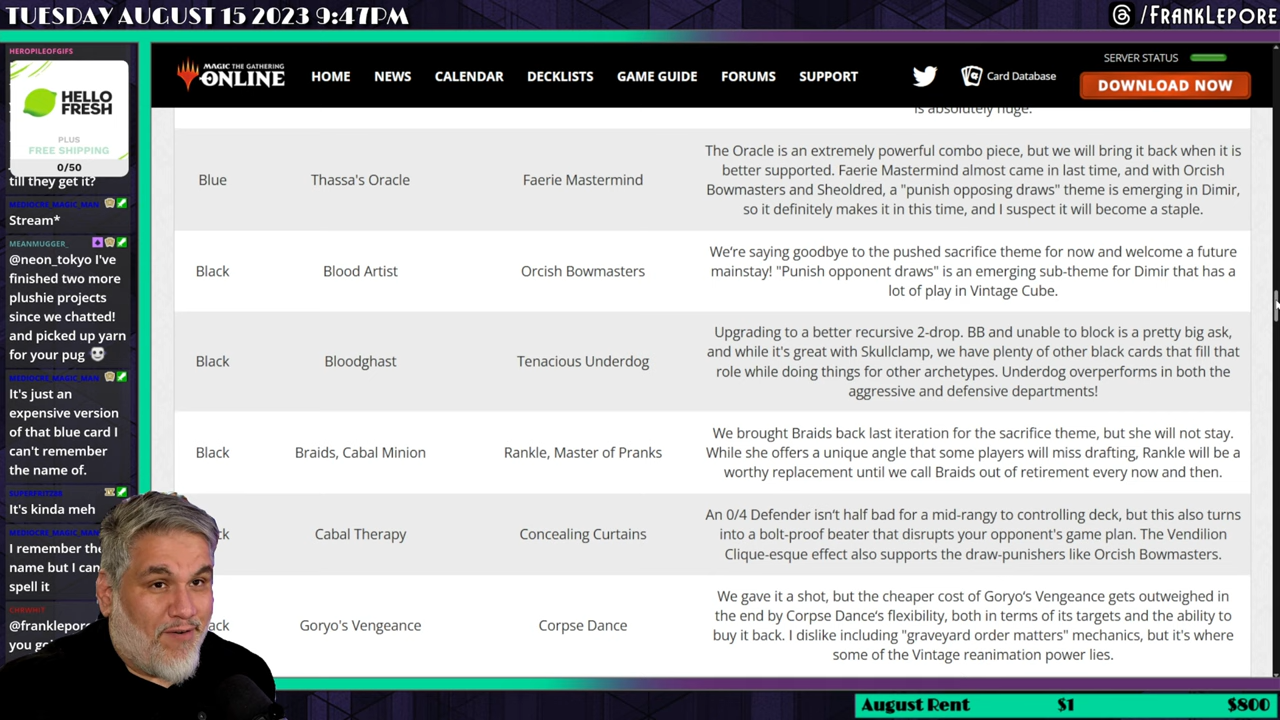 TUESDAY AUGUST 15 2023 9:47PM
/FRANKLEPORE
HEROPILEOFGIFS
HELLO
FRESH
PLUS
FREE SHIPPING
0/50
till they get it?
MEDIOCRE_MAGIC_MAN
Stream*
MEANMUGGER_
@neon_tokyo I've
finished two more
plushie projects
since we chatted!
and picked up yarn
for your pug
MEDIOCRE_MAGIC_MAN
It's just an
expensive version
of that blue card I
can't remember
the name of.
SUPERFRITZ88
It's kinda meh
MEDIOCRE_MAGIC_MAN
I remember the
name but I can
spell it
CHRWHIT
@franklepore
you
MAGIC THE GATHERING
ONLINE
HOME
NEWS
CALENDAR
DECKLISTS
GAME GUIDE
FORUMS
SUPPORT
Card Database
SERVER STATUS
DOWNLOAD NOW
is absolutely huge.
Blue
Thassa's Oracle
Faerie Mastermind
The Oracle is an extremely powerful combo piece, but we will bring it back when it is
better supported. Faerie Mastermind almost came in last time, and with Orcish
Bowmasters and Sheoldred, a "punish opposing draws" theme is emerging in Dimir,
so it definitely makes it in this time, and I suspect it will become a staple.
Black
Blood Artist
Orcish Bowmasters
We're saying goodbye to the pushed sacrifice theme for now and welcome a future
mainstay! "Punish opponent draws" is an emerging sub-theme for Dimir that has a
lot of play in Vintage Cube.
Black
Bloodghast
Tenacious Underdog
Upgrading to a better recursive 2-drop. BB and unable to block is a pretty big ask,
and while it's great with Skullclamp, we have plenty of other black cards that fill that
role while doing things for other archetypes. Underdog overperforms in both the
aggressive and defensive departments!
Black
Braids, Cabal Minion
Rankle, Master of Pranks
We brought Braids back last iteration for the sacrifice theme, but she will not stay.
While she offers a unique angle that some players will miss drafting, Rankle will be a
worthy replacement until we call Braids out of retirement every now and then.
ck
Cabal Therapy
Concealing Curtains
An 0/4 Defender isn't half bad for a mid-rangy to controlling deck, but this also turns
into a bolt-proof beater that disrupts your opponent's game plan. The Vendilion
Clique-esque effect also supports the draw-punishers like Orcish Bowmasters.
ack
Goryo's Vengeance
Corpse Dance
We gave it a shot, but the cheaper cost of Goryo's Vengeance gets outweighed in
the end by Corpse Dance's flexibility, both in terms of its targets and the ability to
buy it back. I dislike including "graveyard order matters" mechanics, but it's where
some of the Vintage reanimation power lies.
August Rent
$1
$800